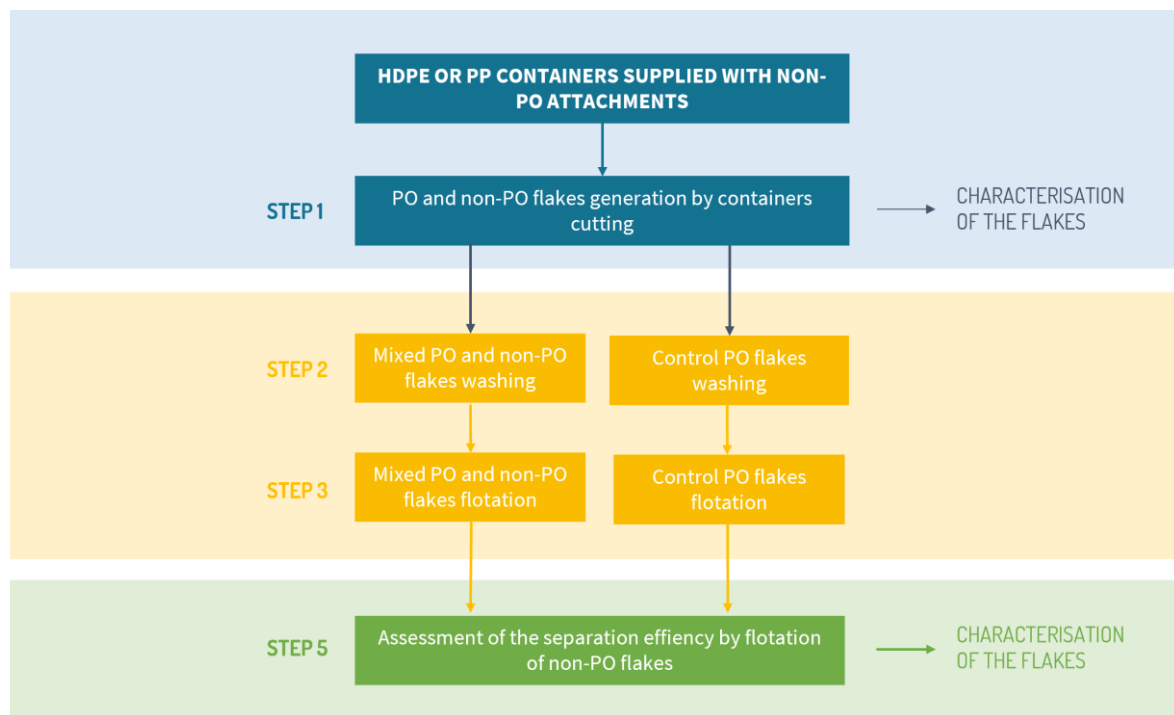 HDPE OR PP CONTAINERS SUPPLIED WITH NON-
PO ATTACHMENTS
STEP 1
PO and non-PO flakes generation by containers
cutting
CHARACTERISATION
OF THE FLAKES
STEP 2
Mixed PO and non-PO
flakes washing
Control PO flakes
washing
STEP 3
Mixed PO and non-PO
flakes flotation
Control PO flakes
flotation
STEP 5
Assessment of the separation effiency by flotation
of non-PO flakes
CHARACTERISATION
OF THE FLAKES